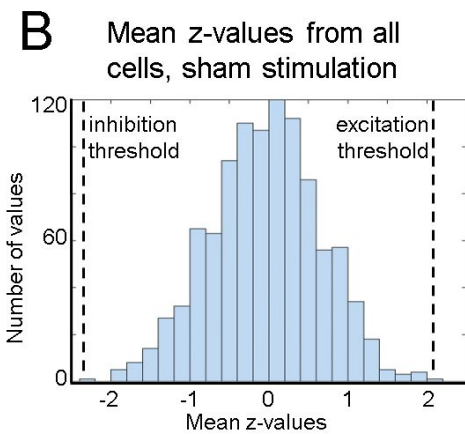 B
Mean z-values from all
cells, sham stimulation
120
60
0
Number of values
inhibition
threshold
excitation
threshold
-2 -1 0 1 2
Mean z-values